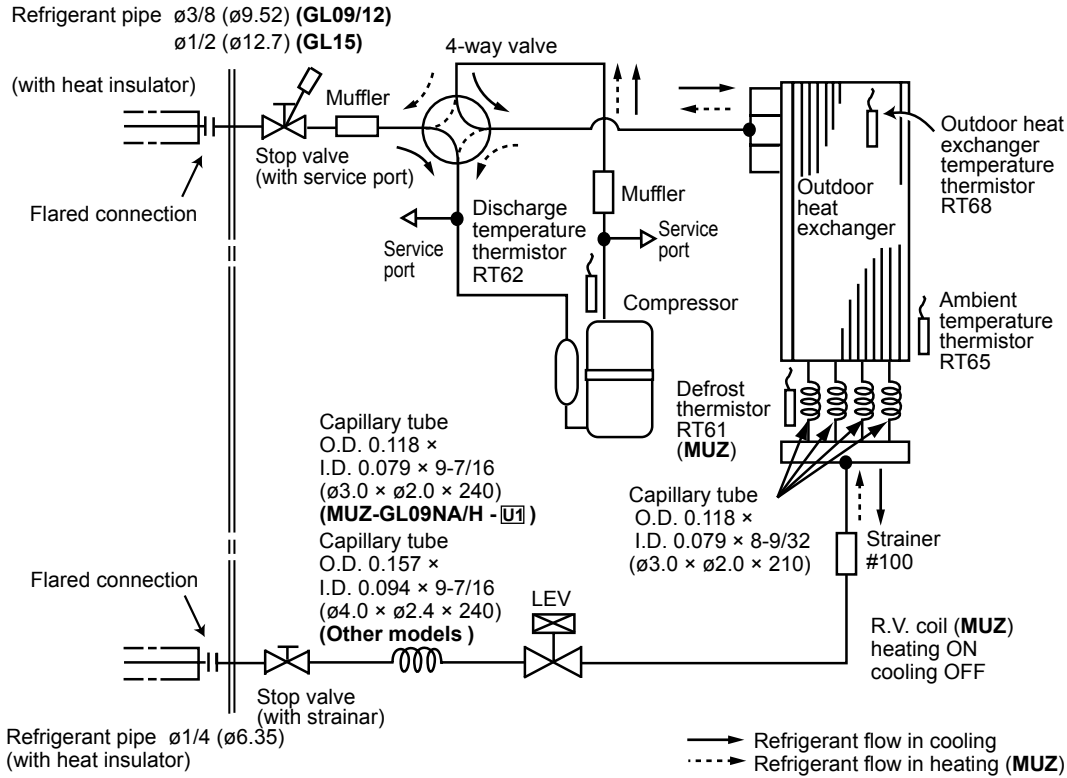 Refrigerant pipe ø3/8 (ø9.52) (GL09/12)
ø1/2 (ø12.7) (GL15)
(with heat insulator)
4-way valve
Muffler
Stop valve
(with service port)
Flared connection
Service
port
Discharge
temperature
thermistor
RT62
Muffler
Service
port
Compressor
Outdoor
heat
exchanger
Outdoor heat
exchanger
temperature
thermistor
RT68
Ambient
temperature
thermistor
RT65
Defrost
thermistor
RT61
(MUZ)
Capillary tube
O.D. 0.118 ×
I.D. 0.079 × 9-7/16
(ø3.0 × ø2.0 × 240)
(MUZ-GL09NA/H - U1 )
Capillary tube
O.D. 0.157 ×
I.D. 0.094 × 9-7/16
(ø4.0 × ø2.4 × 240)
(Other models )
Capillary tube
O.D. 0.118 ×
I.D. 0.079 × 8-9/32
(ø3.0 × ø2.0 × 210)
Strainer
#100
Flared connection
LEV
R.V. coil (MUZ)
heating ON
cooling OFF
Stop valve
(with strainar)
Refrigerant pipe ø1/4 (ø6.35)
(with heat insulator)
Refrigerant flow in cooling
Refrigerant flow in heating (MUZ)